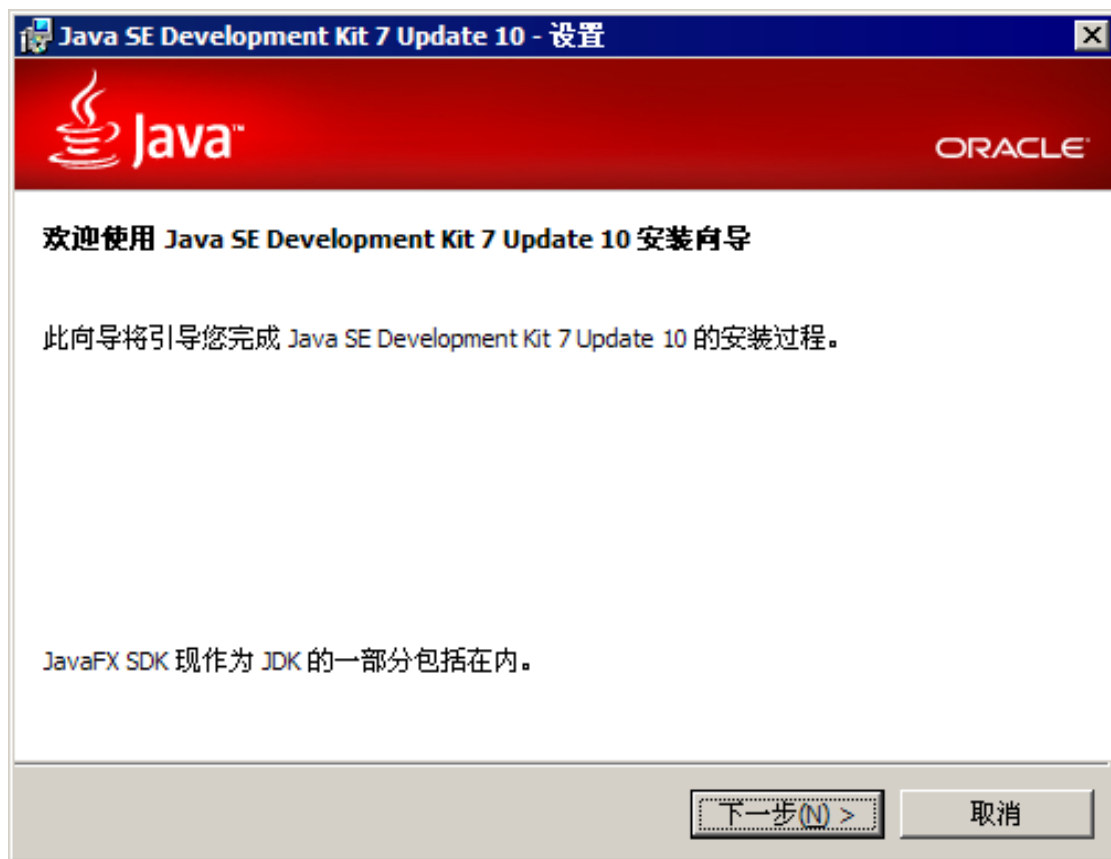 Java SE Development Kit 7 Update 10 - 设置
Java™
ORACLE
欢迎使用 Java SE Development Kit 7 Update 10 安装向导
此向导将引导您完成 Java SE Development Kit 7 Update 10 的安装过程。
JavaFX SDK 现作为 JDK 的一部分包括在内。
下一步(N) >
取消